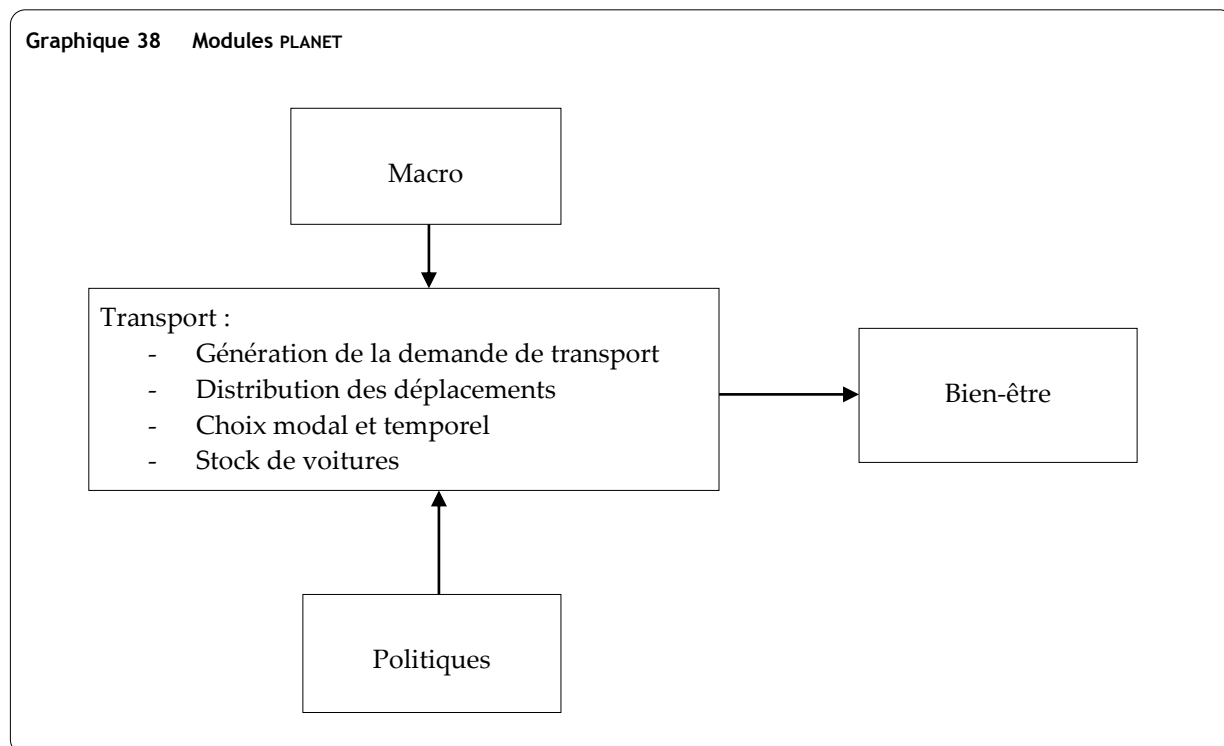 Graphique 38 Modules PLANET
Macro
Transport :
- Génération de la demande de transport
- Distribution des déplacements
- Choix modal et temporel
- Stock de voitures
Bien-être
Politiques